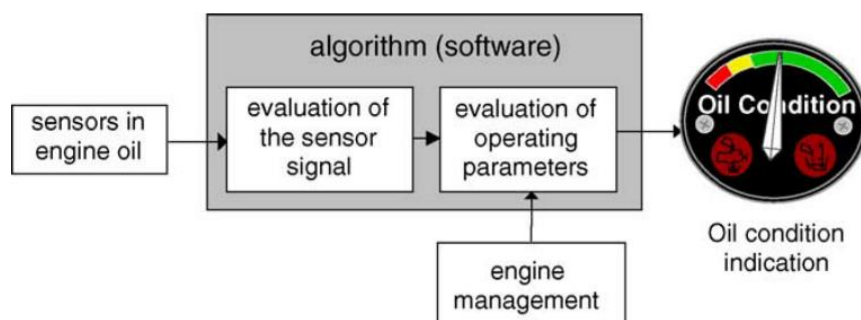 algorithm (software)
sensors in
engine oil
evaluation of
the sensor
signal
evaluation of
operating
parameters
engine
management
Oil Condition
Oil condition
indication